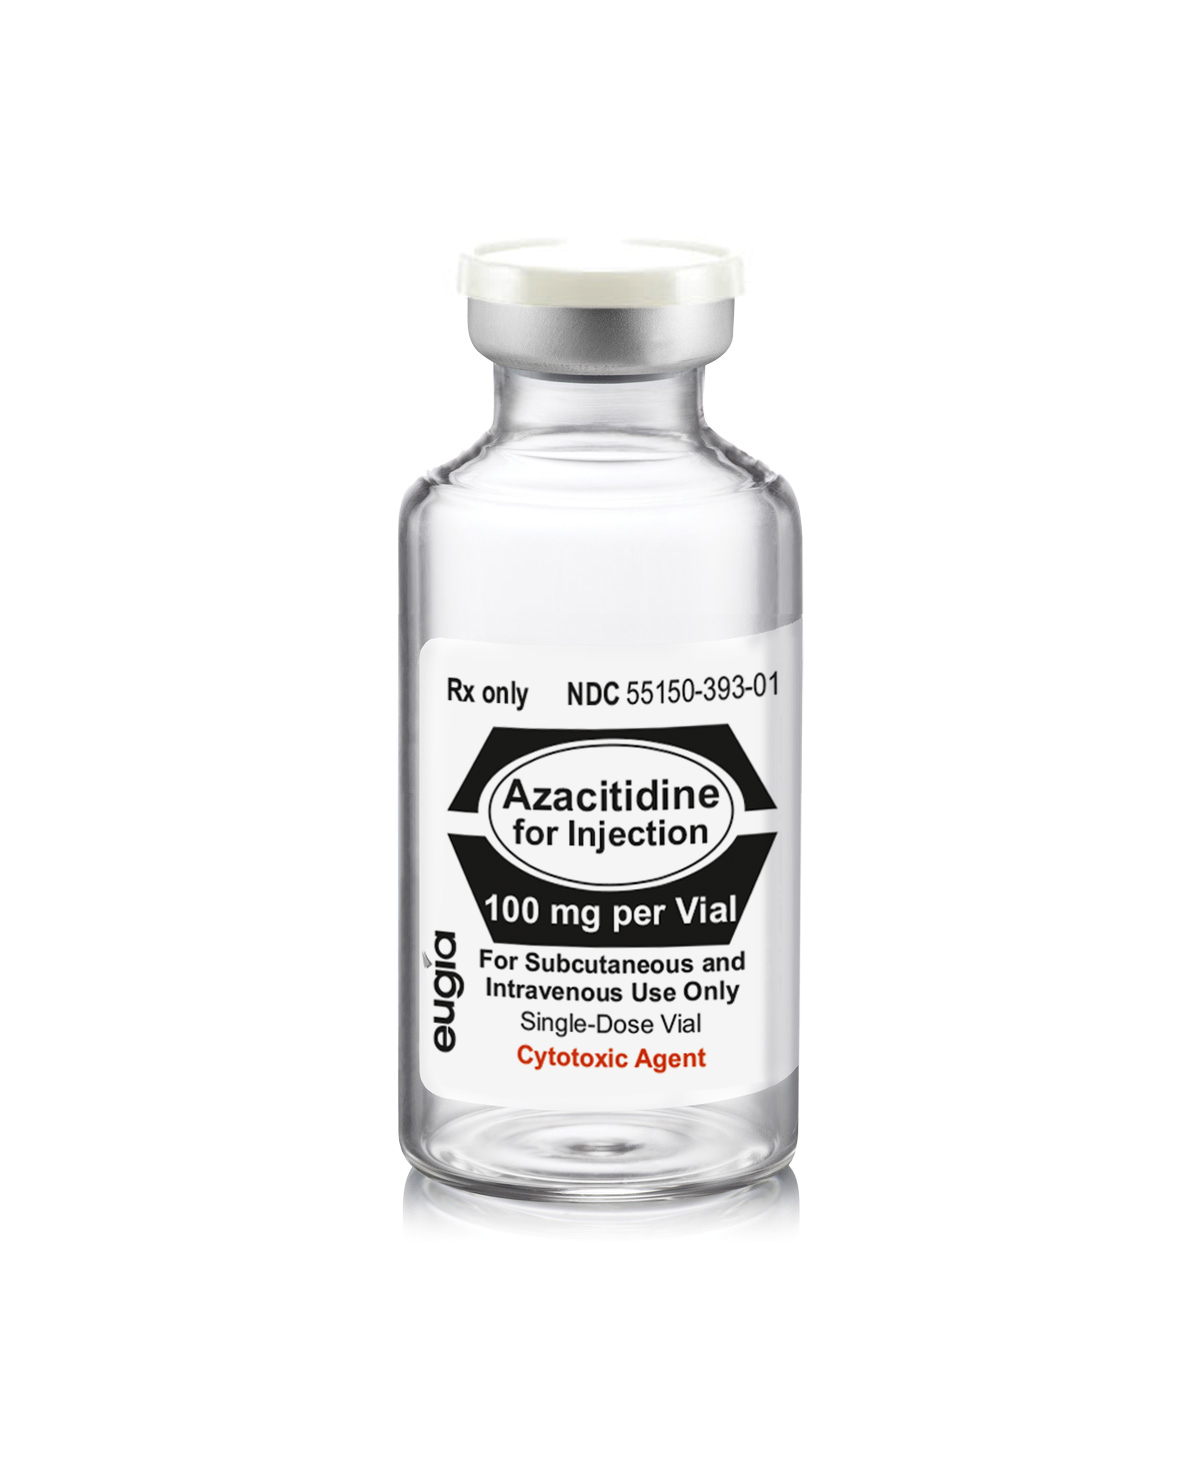 Rx only NDC 55150-393-01
Azacitidine
for Injection
100 mg per Vial
For Subcutaneous and
Intravenous Use Only
Single-Dose Vial
Cytotoxic Agent
eugia